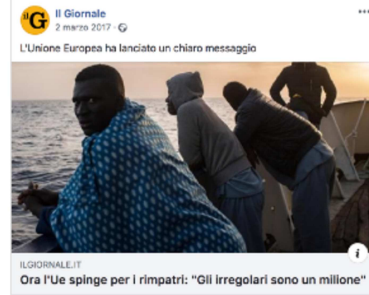 il G Il Giornale
2 marzo 2017 ·
L'Unione Europea ha lanciato un chiaro messaggio
i
ILGIORNALE.IT
Ora l'Ue spinge per i rimpatri: "Gli irregolari sono un milione"